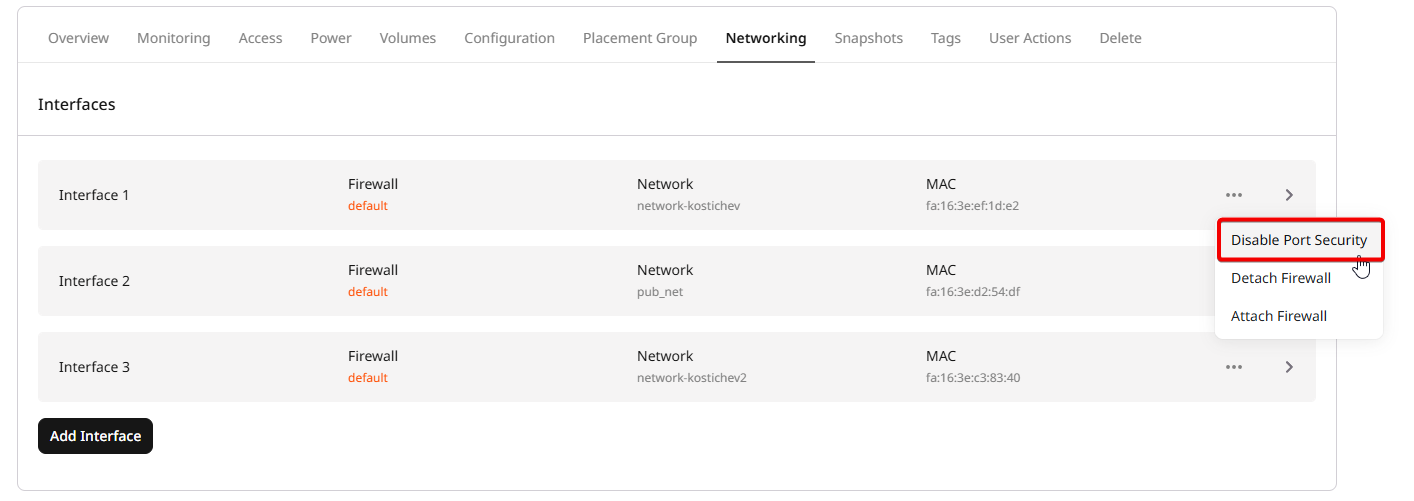 Overview Monitoring Access Power Volumes Configuration Placement Group Networking Snapshots Tags User Actions Delete
Interfaces
Interface 1
Firewall
default
Network
network-kostichev
MAC
fa:16:3e:ef:1d:e2
Disable Port Security
Detach Firewall
Attach Firewall
Interface 2
Firewall
default
Network
pub_net
MAC
fa:16:3e:d2:54:df
Interface 3
Firewall
default
Network
network-kostichev2
MAC
fa:16:3e:c3:83:40
Add Interface